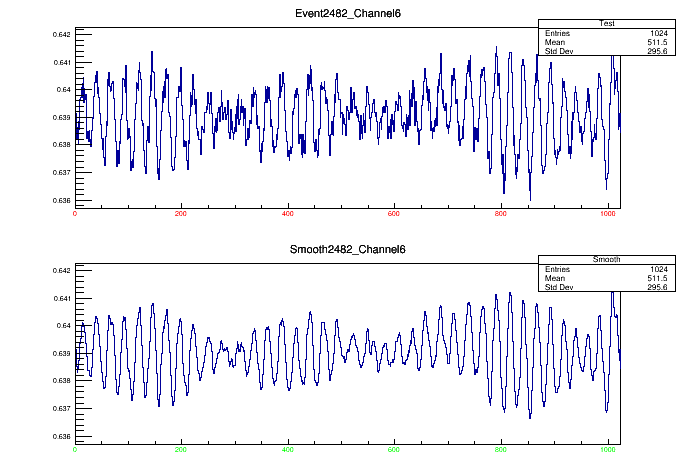 Event2482_Channel6
Test
Entries 1024
Mean 511.5
Std Dev 295.6
0.642
0.641
0.64
0.639
0.638
0.637
0.636
0 200 400 600 800 1000
Smooth2482_Channel6
Smooth
Entries 1024
Mean 511.5
Std Dev 295.6
0.642
0.641
0.64
0.639
0.638
0.637
0.636
0 200 400 600 800 1000